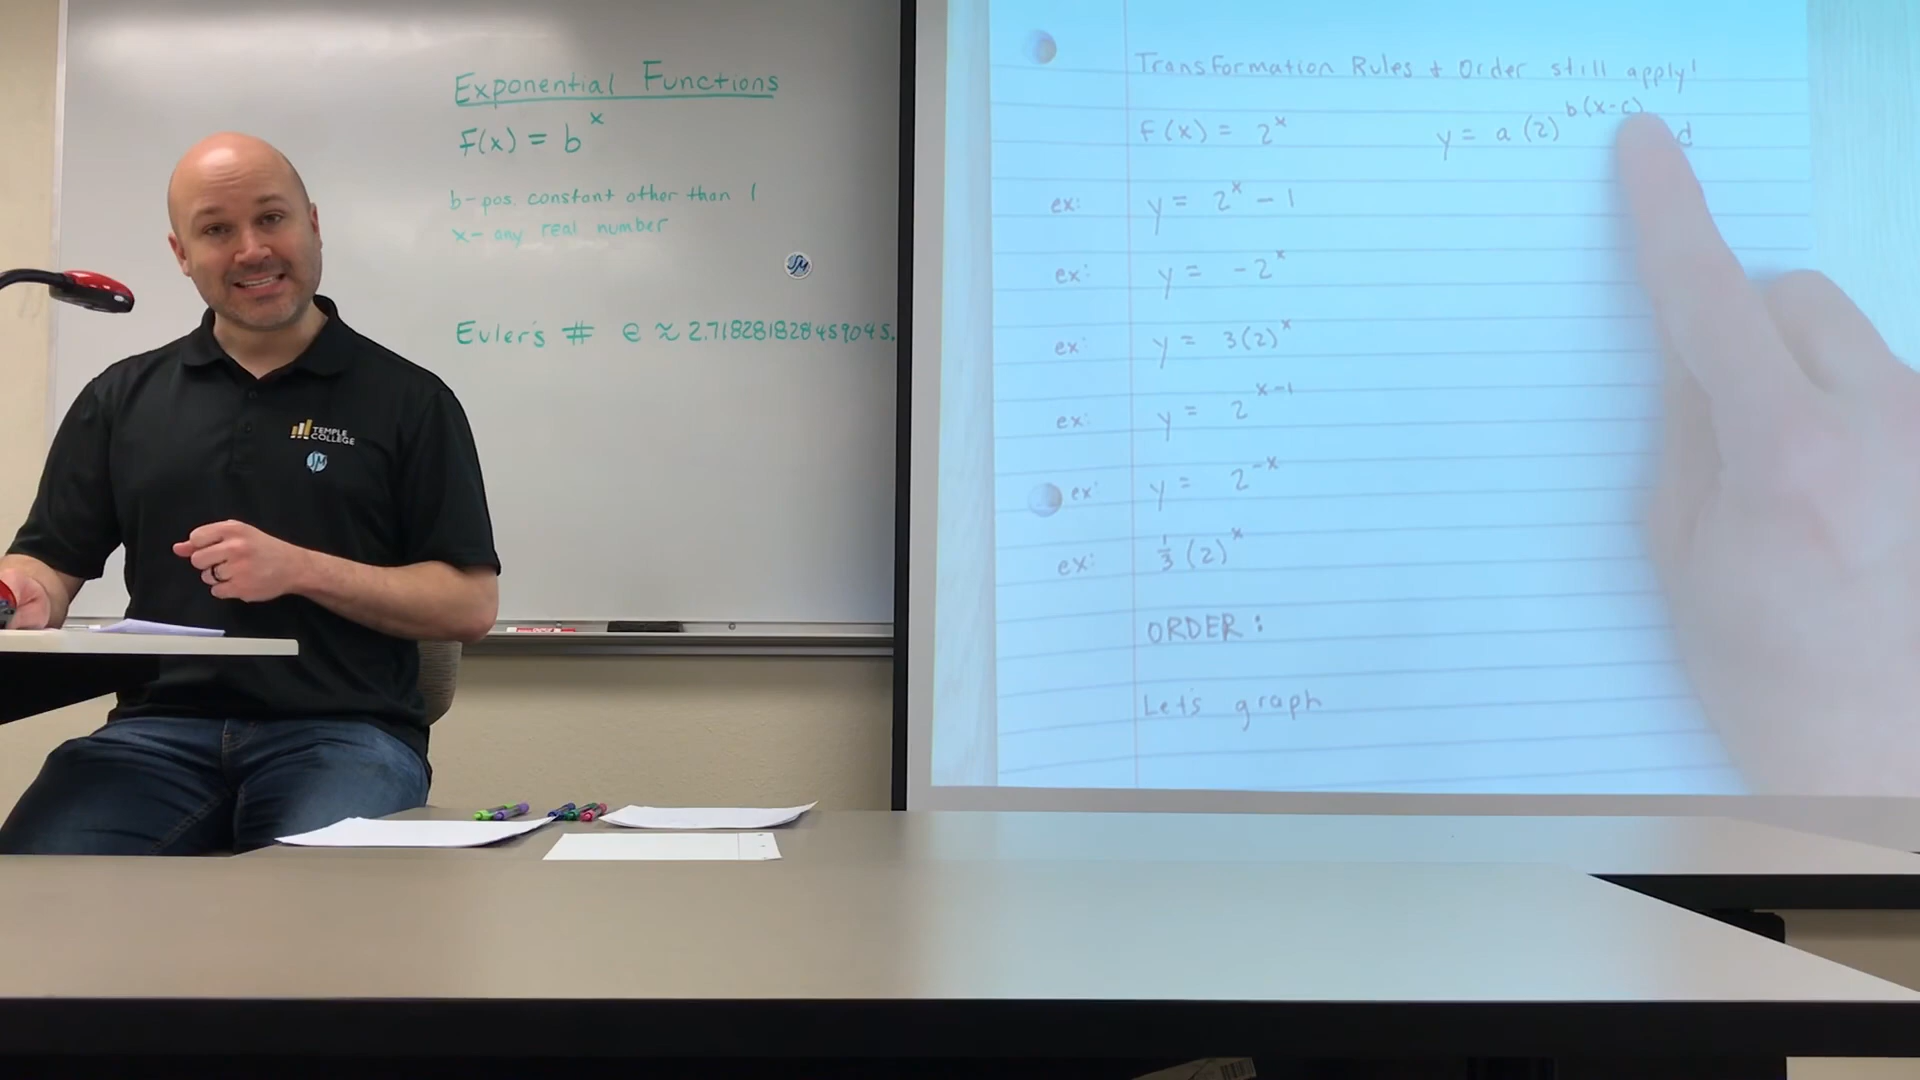 Exponential Functions
f(x) = b^x
b - pos. constant other than 1
x - any real number
Euler's # e ≈ 2.718281828459045.
TEMPLE
COLLEGE
Transformation Rules + Order still apply!
f(x) = 2^x y = a(2)^b(x-c) d
ex: y = 2^x - 1
ex: y = -2^x
ex: y = 3(2)^x
ex: y = 2^x-1
ex: y = 2^-x
ex: 1/3 (2)^x
ORDER:
Let's graph